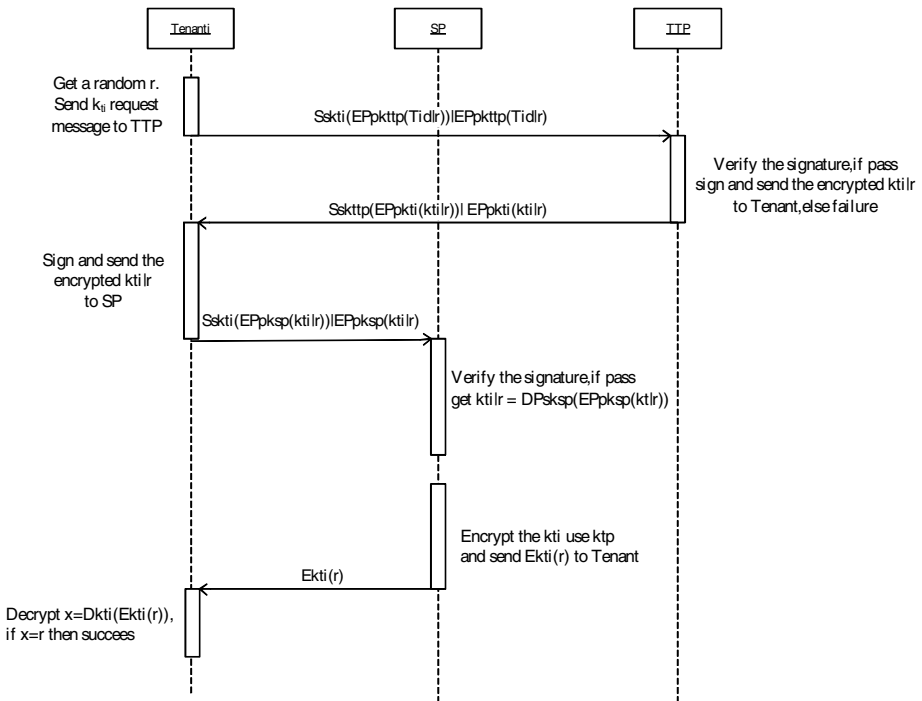 Tenanti
SP
TTP
Get a random r.
Send kti request
message to TTP
Sskti(EPpkttp(Tid|r))|EPpkttp(Tid|r)
Verify the signature,if pass
sign and send the encrypted kti|r
to Tenant,else failure
Sskttp(EPpkti(kti|r))| EPpkti(kti|r)
Sign and send the
encrypted kti|r
to SP
Sskti(EPpksp(kti|r))|EPpksp(kti|r)
Verify the signature,if pass
get kti|r = DPsksp(EPpksp(kt|r))
Encrypt the kti use ktp
and send Ekti(r) to Tenant
Ekti(r)
Decrypt x=Dkti(Ekti(r)),
if x=r then succees